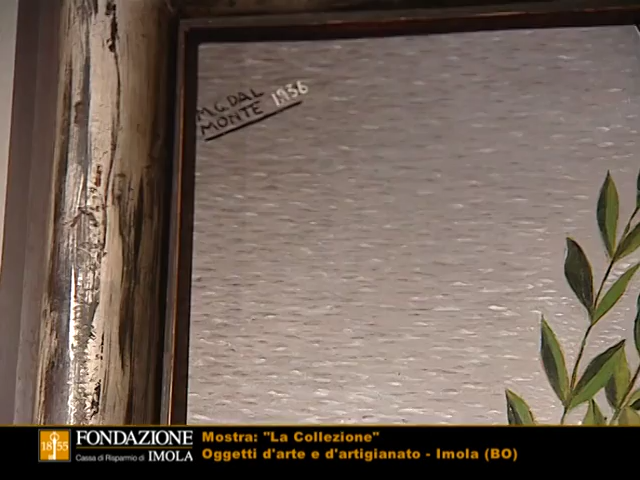 M.G. DAL
MONTE 1936
1855
FONDAZIONE
Cassa di Risparmio di IMOLA
Mostra: "La Collezione"
Oggetti d'arte e d'artigianato - Imola (BO)